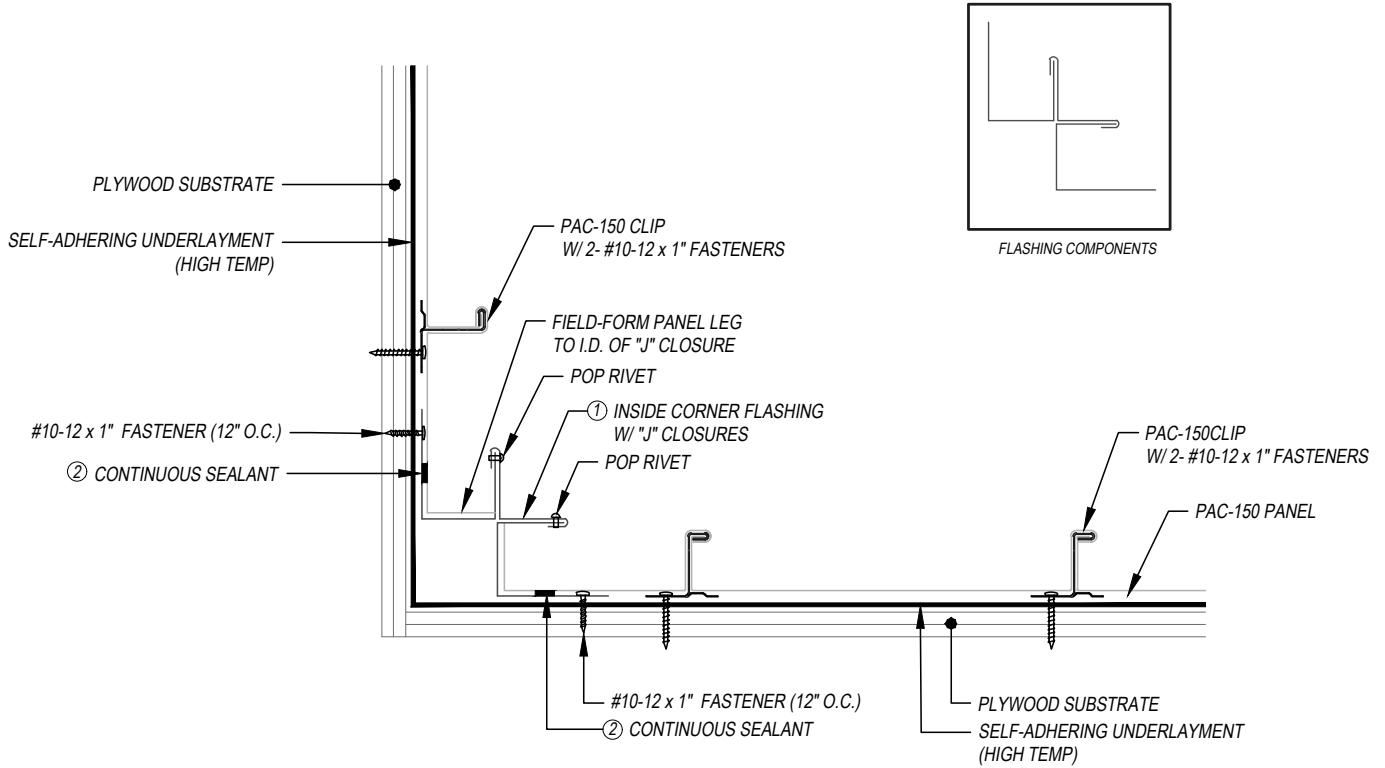 FLASHING COMPONENTS
PLYWOOD SUBSTRATE
SELF-ADHERING UNDERLAYMENT
(HIGH TEMP)
PAC-150 CLIP
W/ 2- #10-12 x 1" FASTENERS
FIELD-FORM PANEL LEG
TO I.D. OF "J" CLOSURE
POP RIVET
① INSIDE CORNER FLASHING
W/ "J" CLOSURES
POP RIVET
#10-12 x 1" FASTENER (12" O.C.)
② CONTINUOUS SEALANT
PAC-150CLIP
W/ 2- #10-12 x 1" FASTENERS
PAC-150 PANEL
#10-12 x 1" FASTENER (12" O.C.)
② CONTINUOUS SEALANT
PLYWOOD SUBSTRATE
SELF-ADHERING UNDERLAYMENT
(HIGH TEMP)